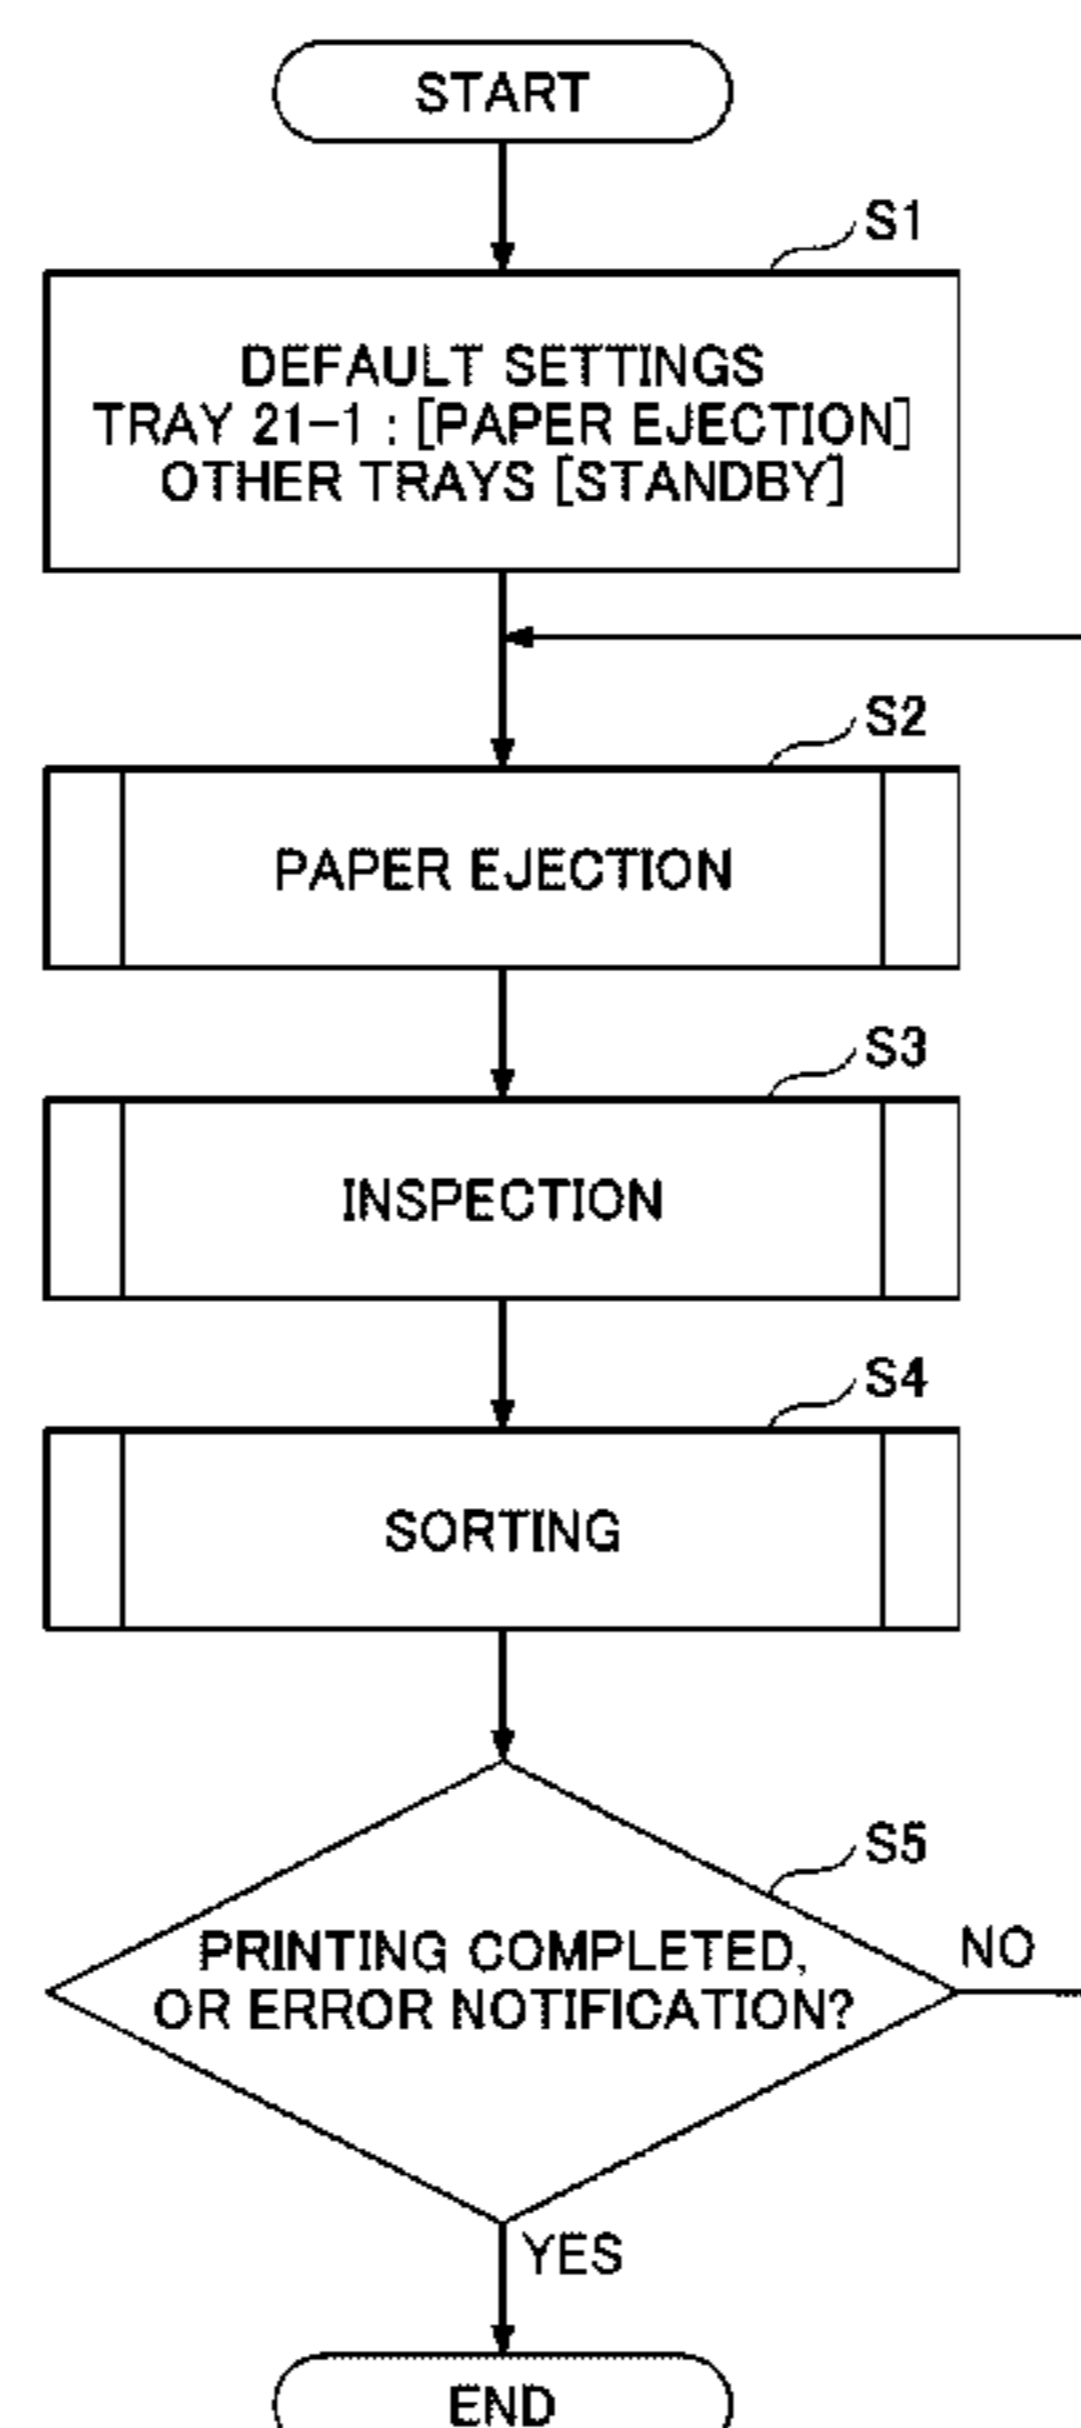 START
S1
DEFAULT SETTINGS
TRAY 21-1 : [PAPER EJECTION]
OTHER TRAYS [STANDBY]
S2
PAPER EJECTION
S3
INSPECTION
S4
SORTING
S5
PRINTING COMPLETED,
OR ERROR NOTIFICATION?
NO
YES
END